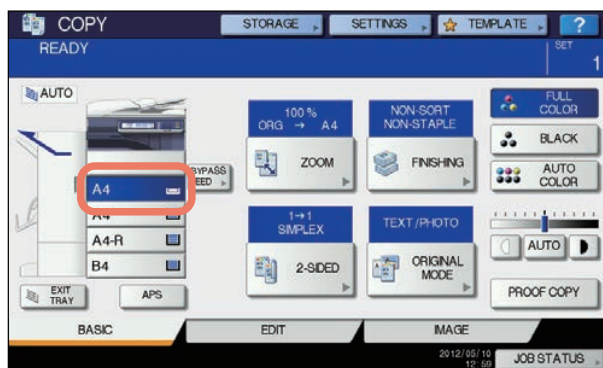 COPY
STORAGE
SETTINGS
TEMPLATE
?
READY
SET
1
AUTO
100 %
ORG → A4
ZOOM
NON-SORT
NON-STAPLE
FINISHING
FULL
COLOR
BLACK
AUTO
COLOR
BYPASS
FEED
A4
A4
A4-R
B4
1→1
SIMPLEX
2-SIDED
TEXT/PHOTO
ORIGINAL
MODE
AUTO
EXIT
TRAY
APS
PROOF COPY
BASIC
EDIT
IMAGE
2012/05/10
12:59
JOB STATUS